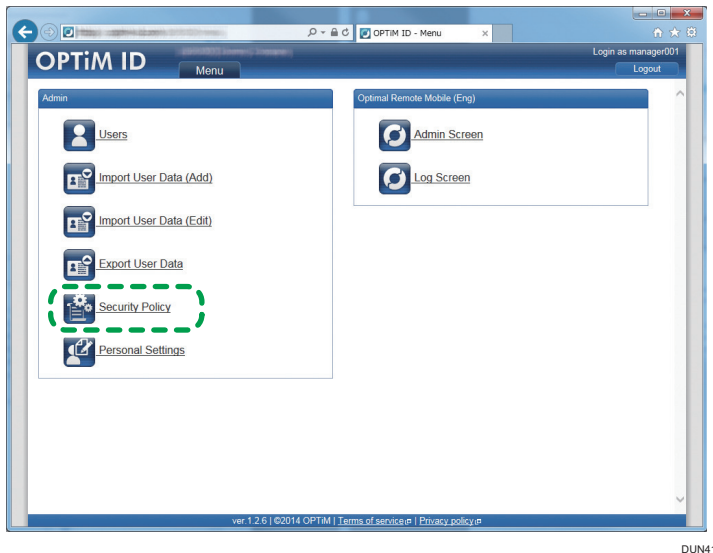 OPTiM ID - Menu
OPTiM ID
Menu
Login as manager001
Logout
Admin
Users
Import User Data (Add)
Import User Data (Edit)
Export User Data
Security Policy
Personal Settings
Optimal Remote Mobile (Eng)
Admin Screen
Log Screen
ver.1.2.6 | ©2014 OPTiM | Terms of service | Privacy policy